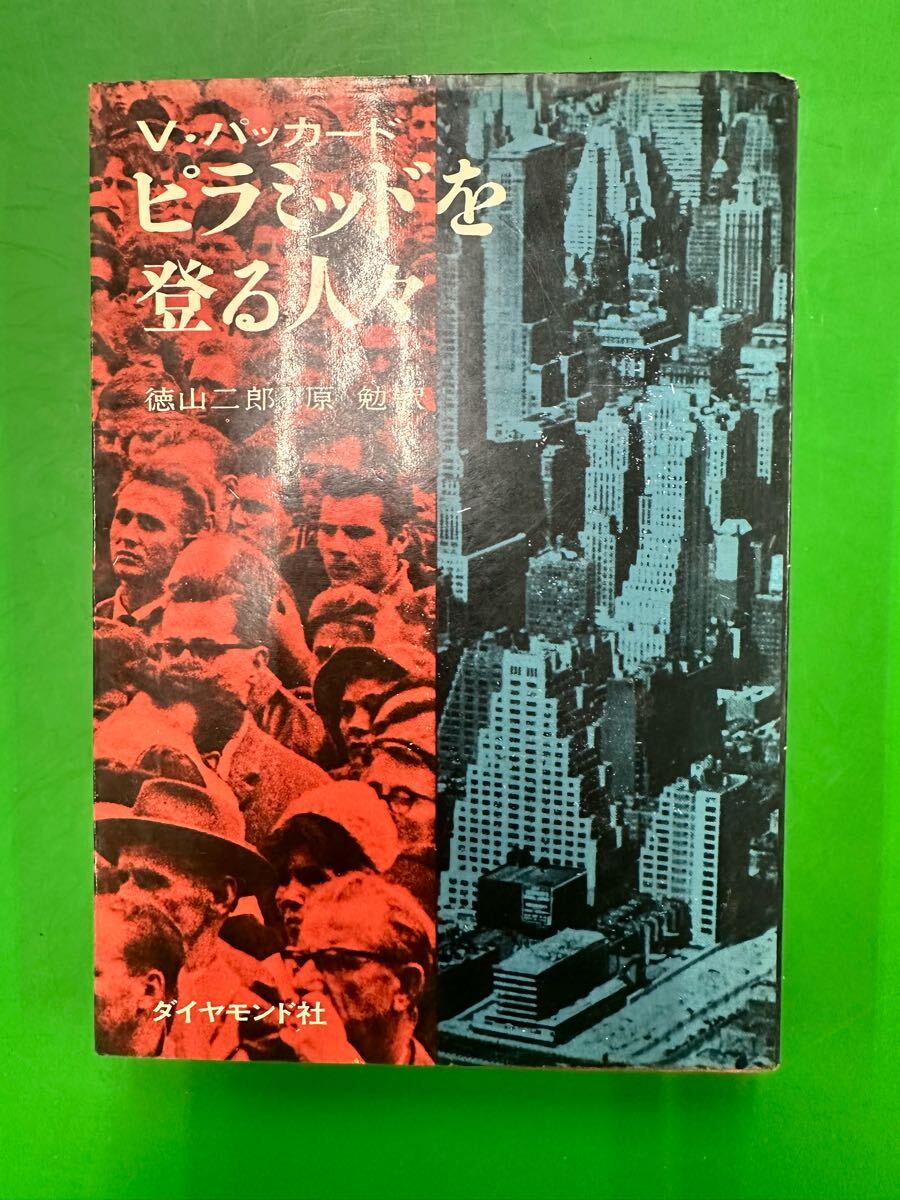 V・パッカード
ピラミッドを
登る人々
徳山二郎 原 勉 訳
ダイヤモンド社